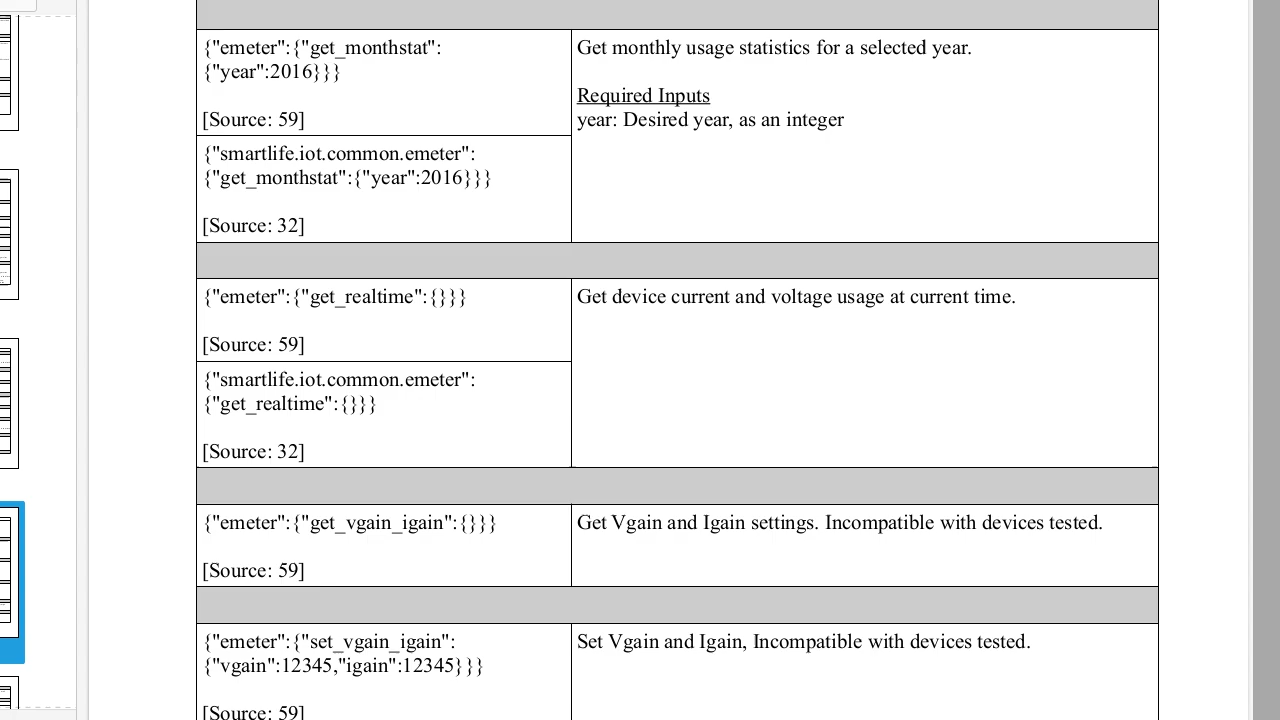 {"emeter":{"get_monthstat":
{"year":2016}}}
[Source: 59]
Get monthly usage statistics for a selected year.
Required Inputs
year: Desired year, as an integer
{"smartlife.iot.common.emeter":
{"get_monthstat":{"year":2016}}}
[Source: 32]
{"emeter":{"get_realtime":{}}}
[Source: 59]
Get device current and voltage usage at current time.
{"smartlife.iot.common.emeter":
{"get_realtime":{}}}
[Source: 32]
{"emeter":{"get_vgain_igain":{}}}
[Source: 59]
Get Vgain and Igain settings. Incompatible with devices tested.
{"emeter":{"set_vgain_igain":
{"vgain":12345,"igain":12345}}}
[Source: 59]
Set Vgain and Igain, Incompatible with devices tested.